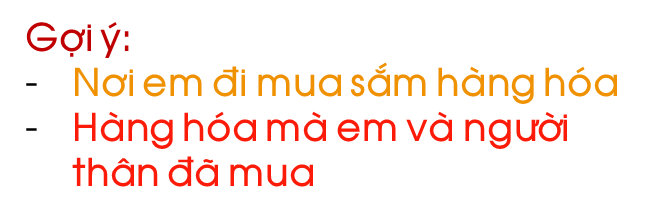 Gợi ý:
- Nơi em đi mua sắm hàng hóa
- Hàng hóa mà em và người
thân đã mua